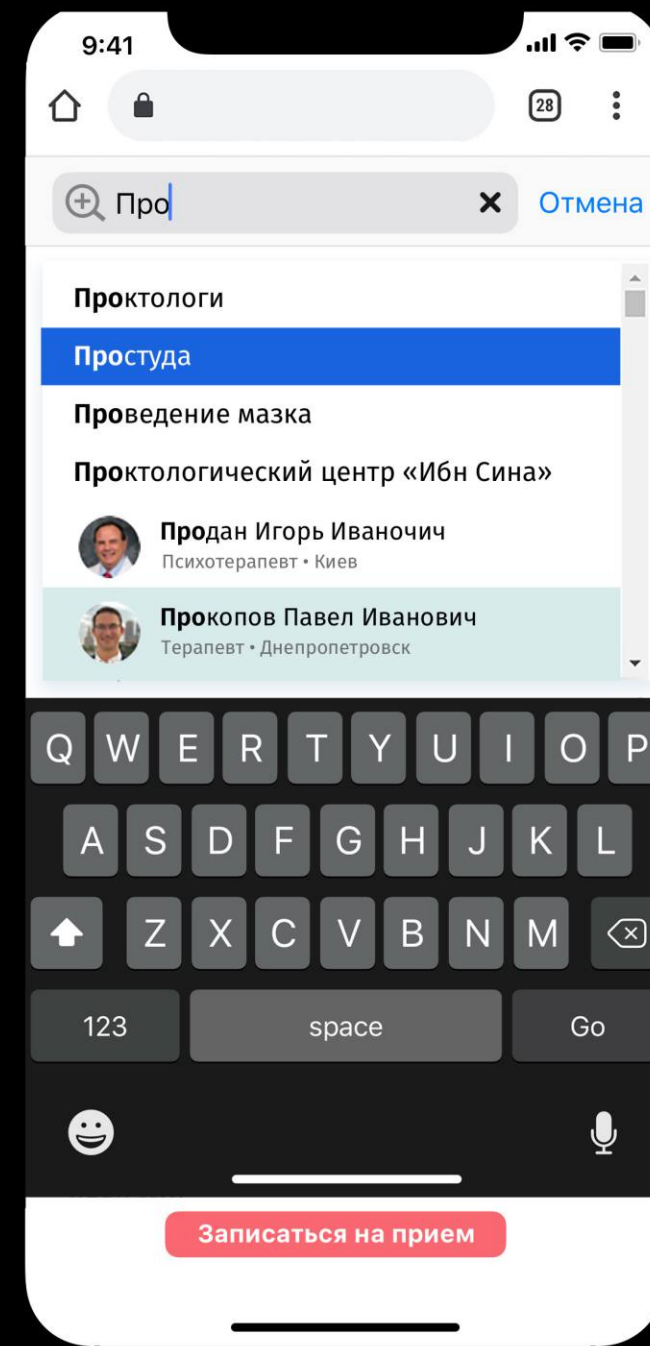 9:41
28
Про
Отмена
Проктологи
Простуда
Проведение мазка
Проктологический центр «Ибн Сина»
Продан Игорь Иваночич
Психотерапевт • Киев
Прокопов Павел Иванович
Терапевт • Днепропетровск
Q W E R T Y U I O P
A S D F G H J K L
Z X C V B N M
123 space Go
Записаться на прием